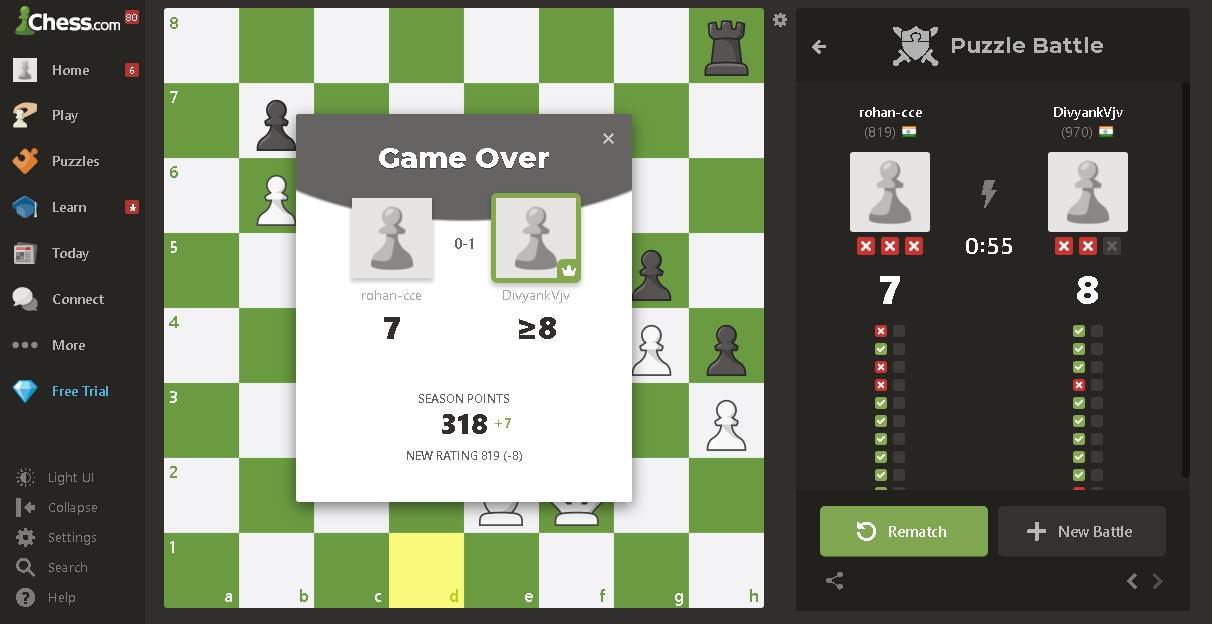 Chess.com
80
Home
6
Play
Puzzles
Learn
Today
Connect
More
Free Trial
Light UI
Collapse
Settings
Search
Help
8
7
6
5
4
3
2
1
a
b
c
d
e
f
g
h
Game Over
0-1
rohan-cce
DivyankVjv
7
≥8
SEASON POINTS
318 +7
NEW RATING 819 (-8)
Puzzle Battle
rohan-cce
DivyankVjv
(819)
(970)
0:55
7
8
Rematch
New Battle